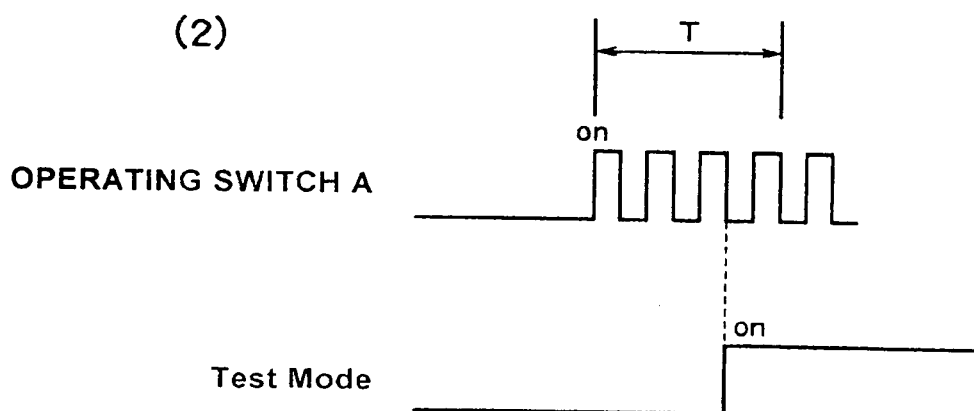 (2)
T
on
OPERATING SWITCH A
on
Test Mode